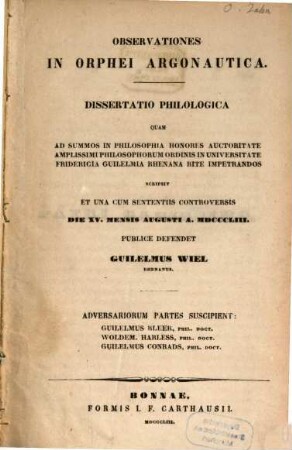 O. Jahn
OBSERVATIONES
IN ORPHEI ARGONAUTICA.
DISSERTATIO PHILOLOGICA
QUAM
AD SUMMOS IN PHILOSOPHIA HONORES AUCTORITATE
AMPLISSIMI PHILOSOPHORUM ORDINIS IN UNIVERSITATE
FRIDERICIA GUILELMIA RHENANA RITE IMPETRANDOS
SCRIPSIT
ET UNA CUM SENTENTIIS CONTROVERSIS
DIE XV. MENSIS AUGUSTI A. MDCCCLIII.
PUBLICE DEFENDET
GUILELMUS WIEL
ADVERSARIORUM PARTES SUSCIPIENT:
GUILELMUS BLEEK, PHIL. DOCT.
WOLDEM. HARLESS, PHIL. DOCT.
GUILELMUS CONRADS, PHIL. DOCT.
BONNAE,
FORMIS I. F. CARTHAUSII.
MDCCCLIII.